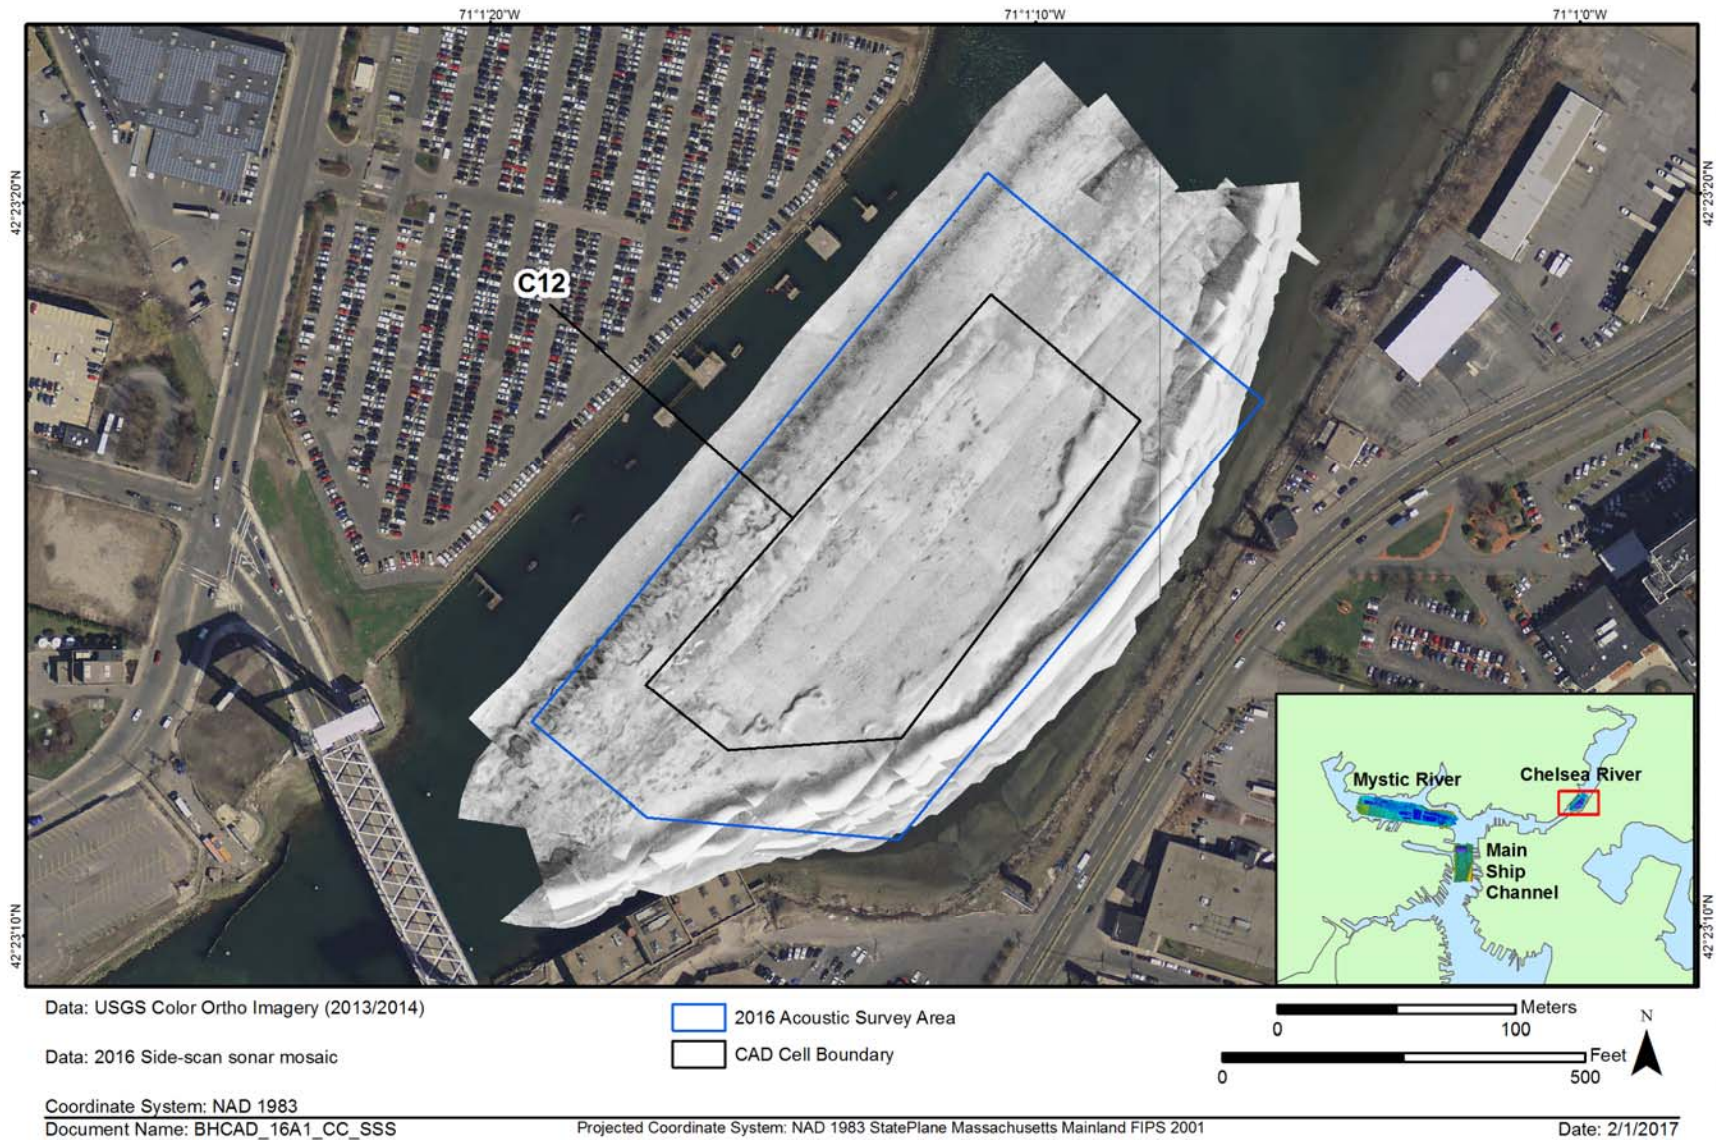 71°1'20"W 71°1'10"W 71°1'0"W
42°23'20"N
42°23'20"N
C12
Mystic River
Chelsea River
Main
Ship
Channel
42°23'10"N
42°23'10"N
Data: USGS Color Ortho Imagery (2013/2014)
Data: 2016 Side-scan sonar mosaic
2016 Acoustic Survey Area
CAD Cell Boundary
Meters
0 100
Feet
0 500
N
Coordinate System: NAD 1983
Document Name: BHCAD_16A1_CC_SSS
Projected Coordinate System: NAD 1983 StatePlane Massachusetts Mainland FIPS 2001
Date: 2/1/2017